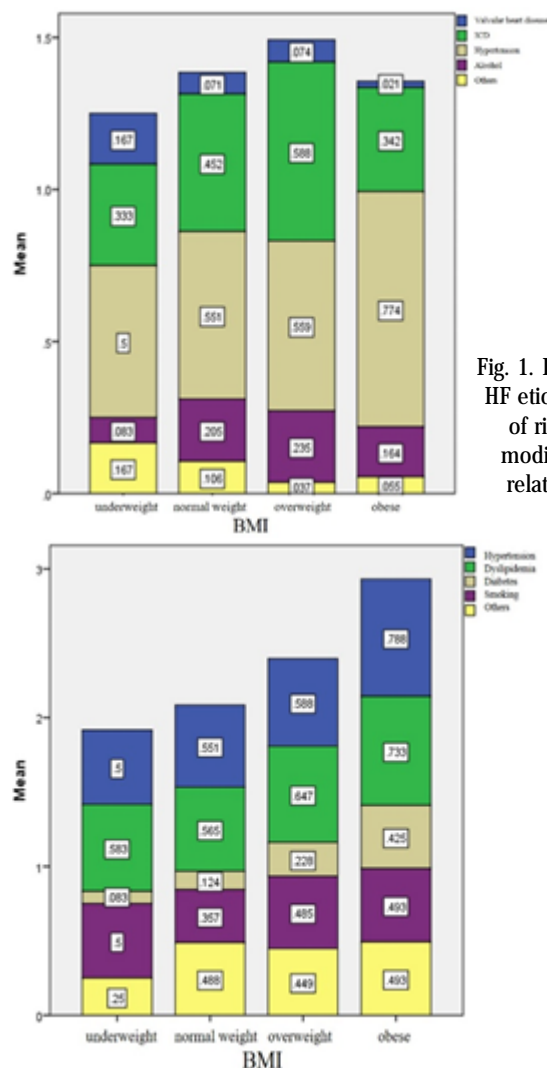 Valvular heart disease
ICD
Hypertension
Alcohol
Others
1.5
1.0
.5
.0
Mean
.074
.071
.021
.167
.588
.452
.342
.333
.774
.559
.551
.5
.235
.205
.164
.083
.167
.106
.037
.055
underweight normal weight overweight obese
BMI
Fig. 1.
HF etio
of ri
modi
relat
Hypertension
Dyslipidemia
Diabetes
Smoking
Others
3
2
1
0
Mean
.788
.588
.551
.5
.733
.647
.565
.583
.425
.228
.124
.083
.493
.485
.357
.5
.493
.449
.488
.25
underweight normal weight overweight obese
BMI